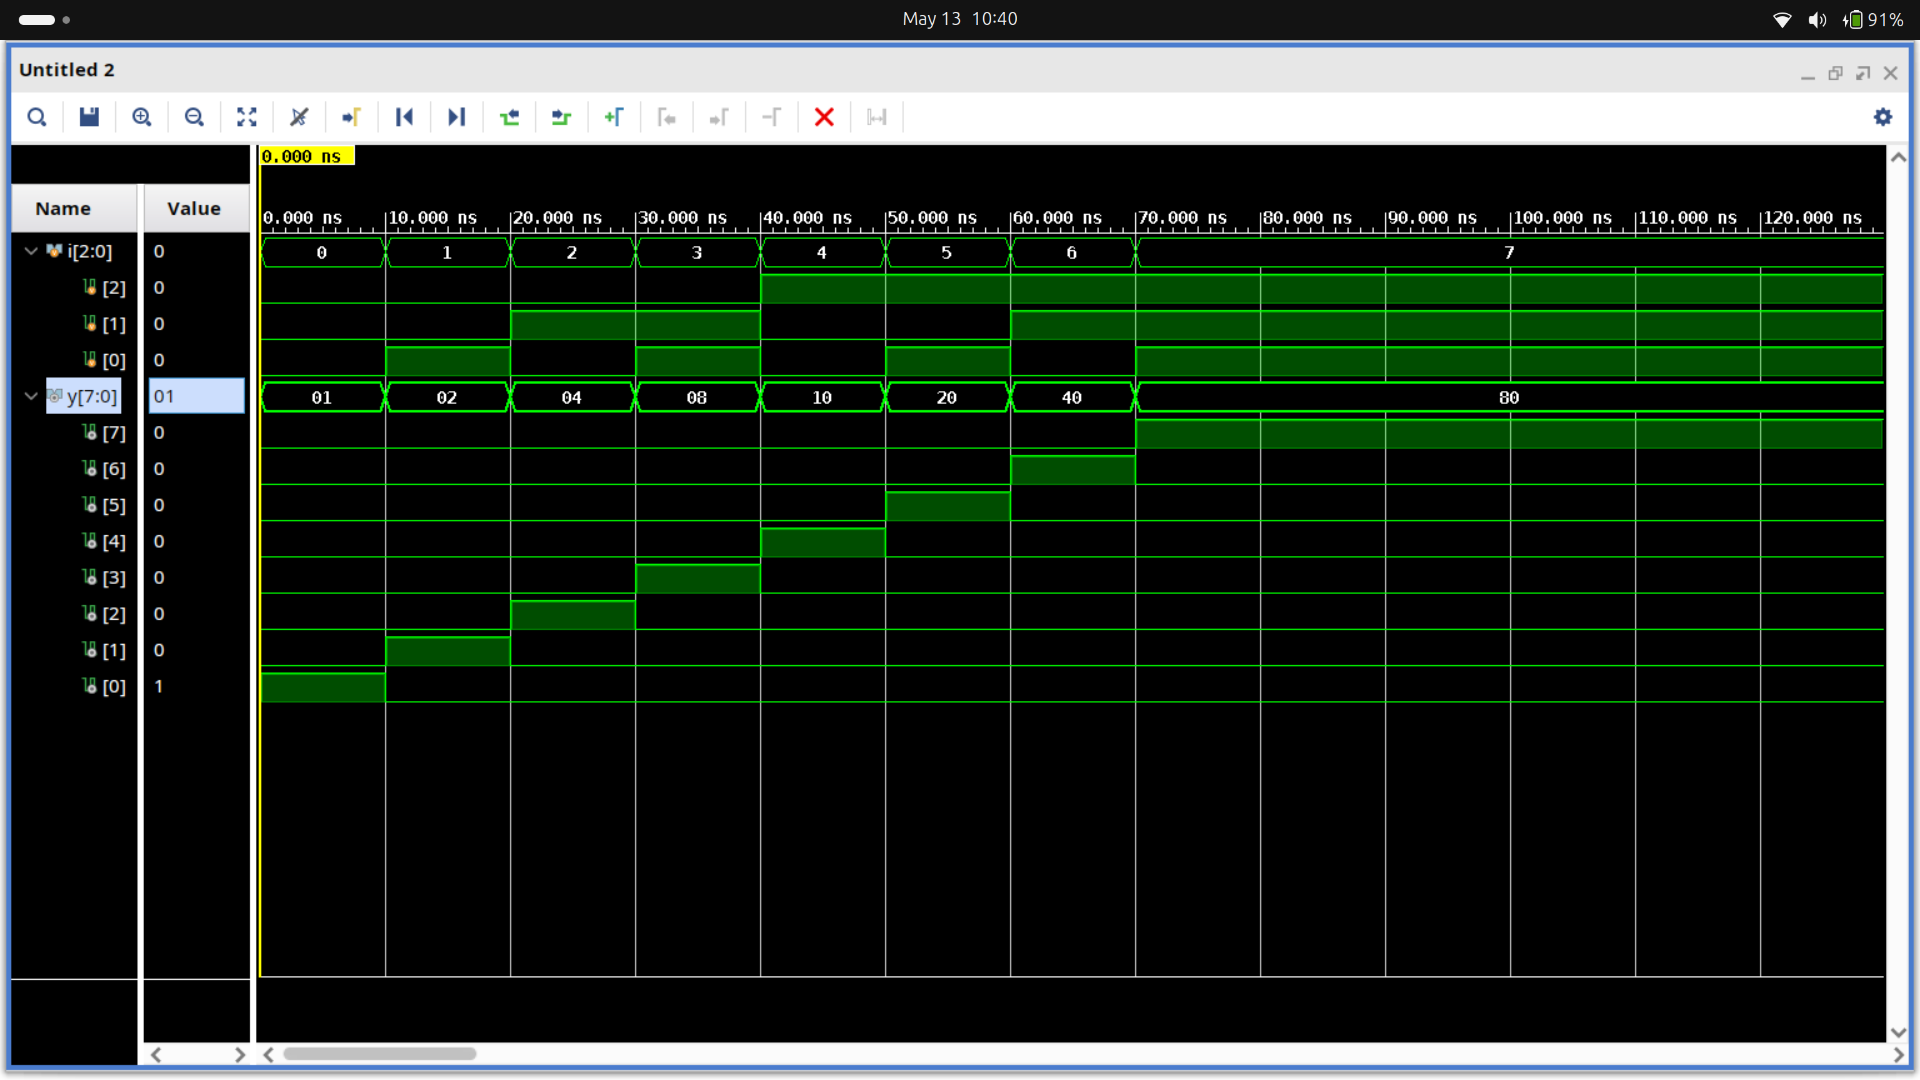 May 13 10:40
91%
Untitled 2
0.000 ns
Name Value
0.000 ns 10.000 ns 20.000 ns 30.000 ns 40.000 ns 50.000 ns 60.000 ns 70.000 ns 80.000 ns 90.000 ns 100.000 ns 110.000 ns 120.000 ns
i[2:0] 0 0 1 2 3 4 5 6 7
[2] 0
[1] 0
[0] 0
y[7:0] 01 01 02 04 08 10 20 40 80
[7] 0
[6] 0
[5] 0
[4] 0
[3] 0
[2] 0
[1] 0
[0] 1